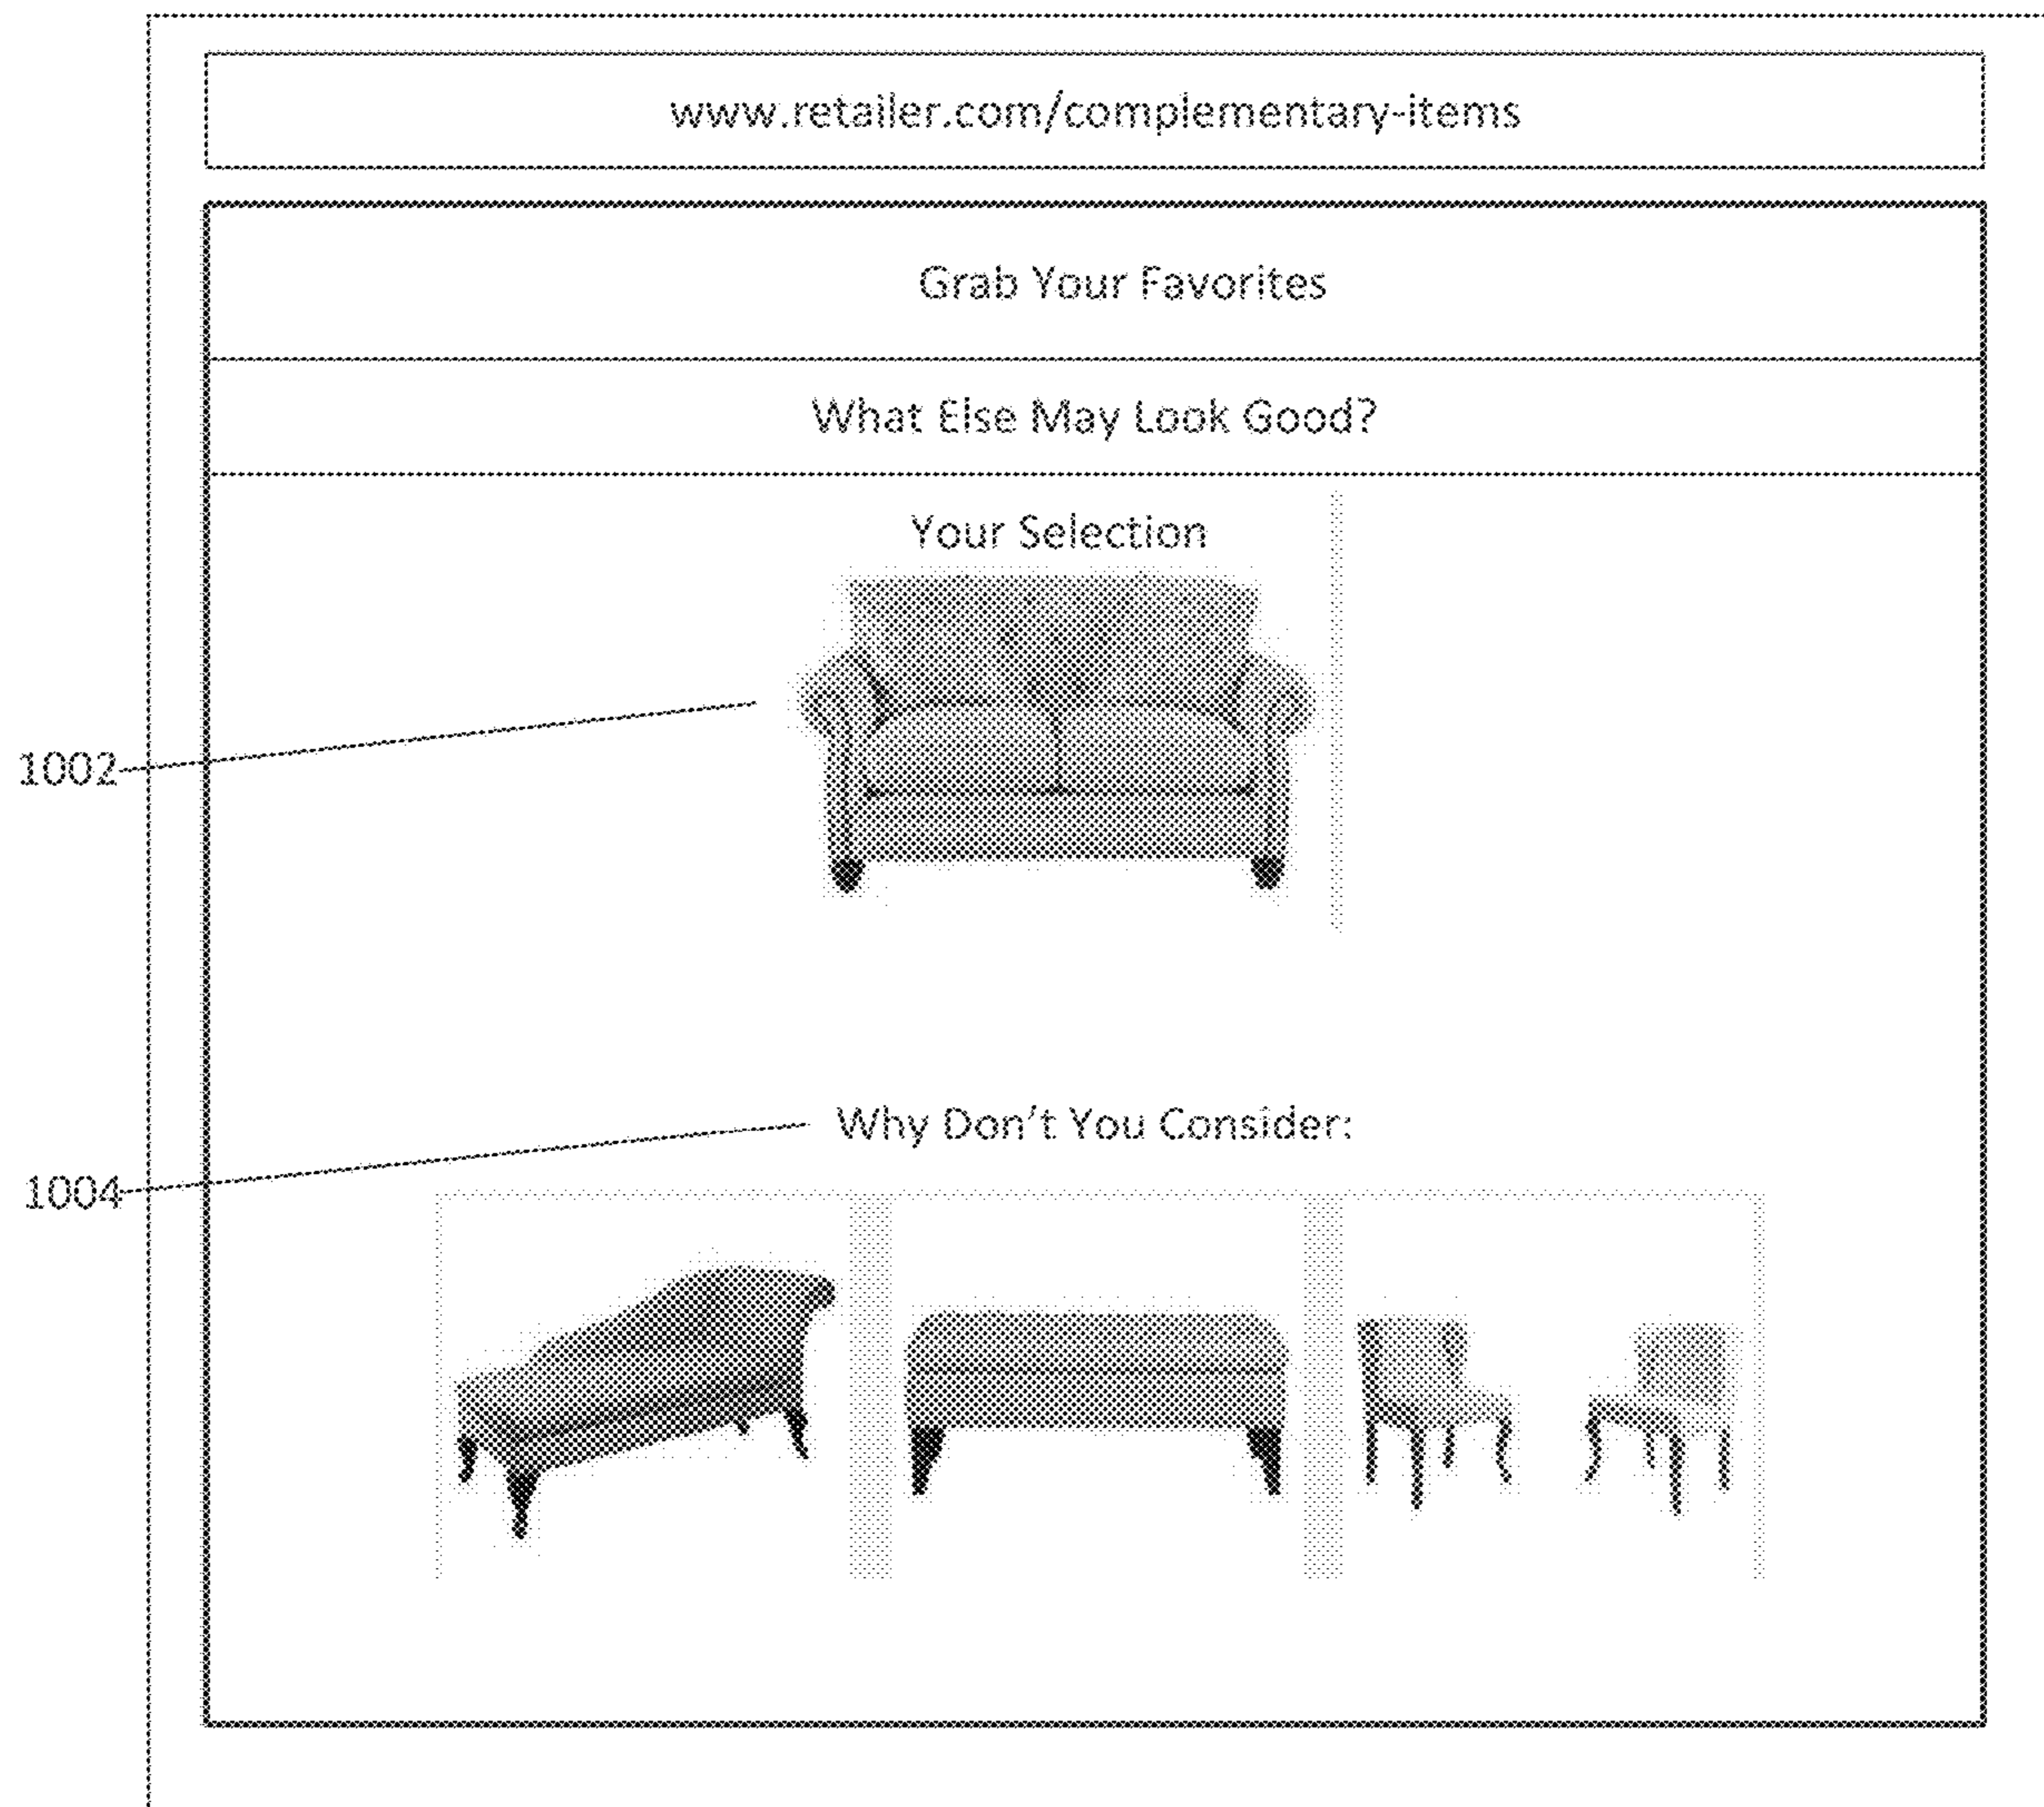 www.retailer.com/complementary-items
Grab Your Favorites
What Else May Look Good?
Your Selection
1002
Why Don't You Consider:
1004